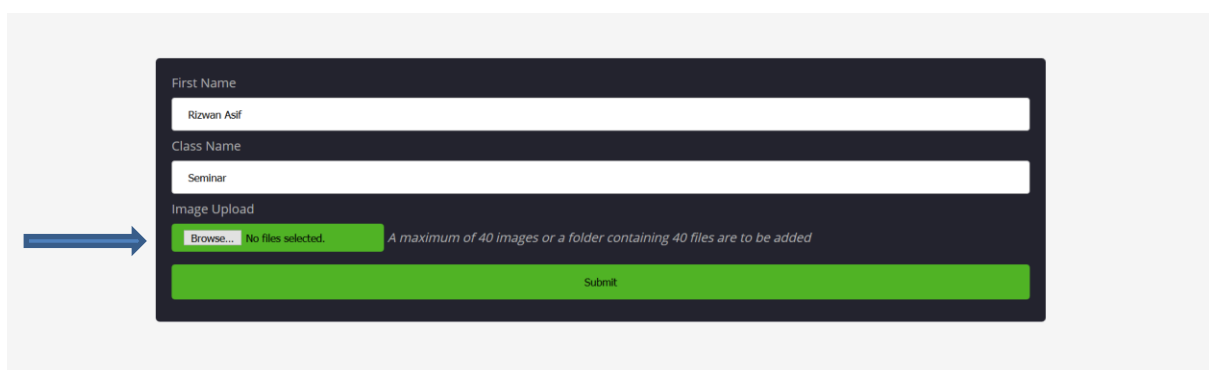 First Name
Rizwan Asif
Class Name
Seminar
Image Upload
Browse... No files selected. A maximum of 40 images or a folder containing 40 files are to be added
Submit